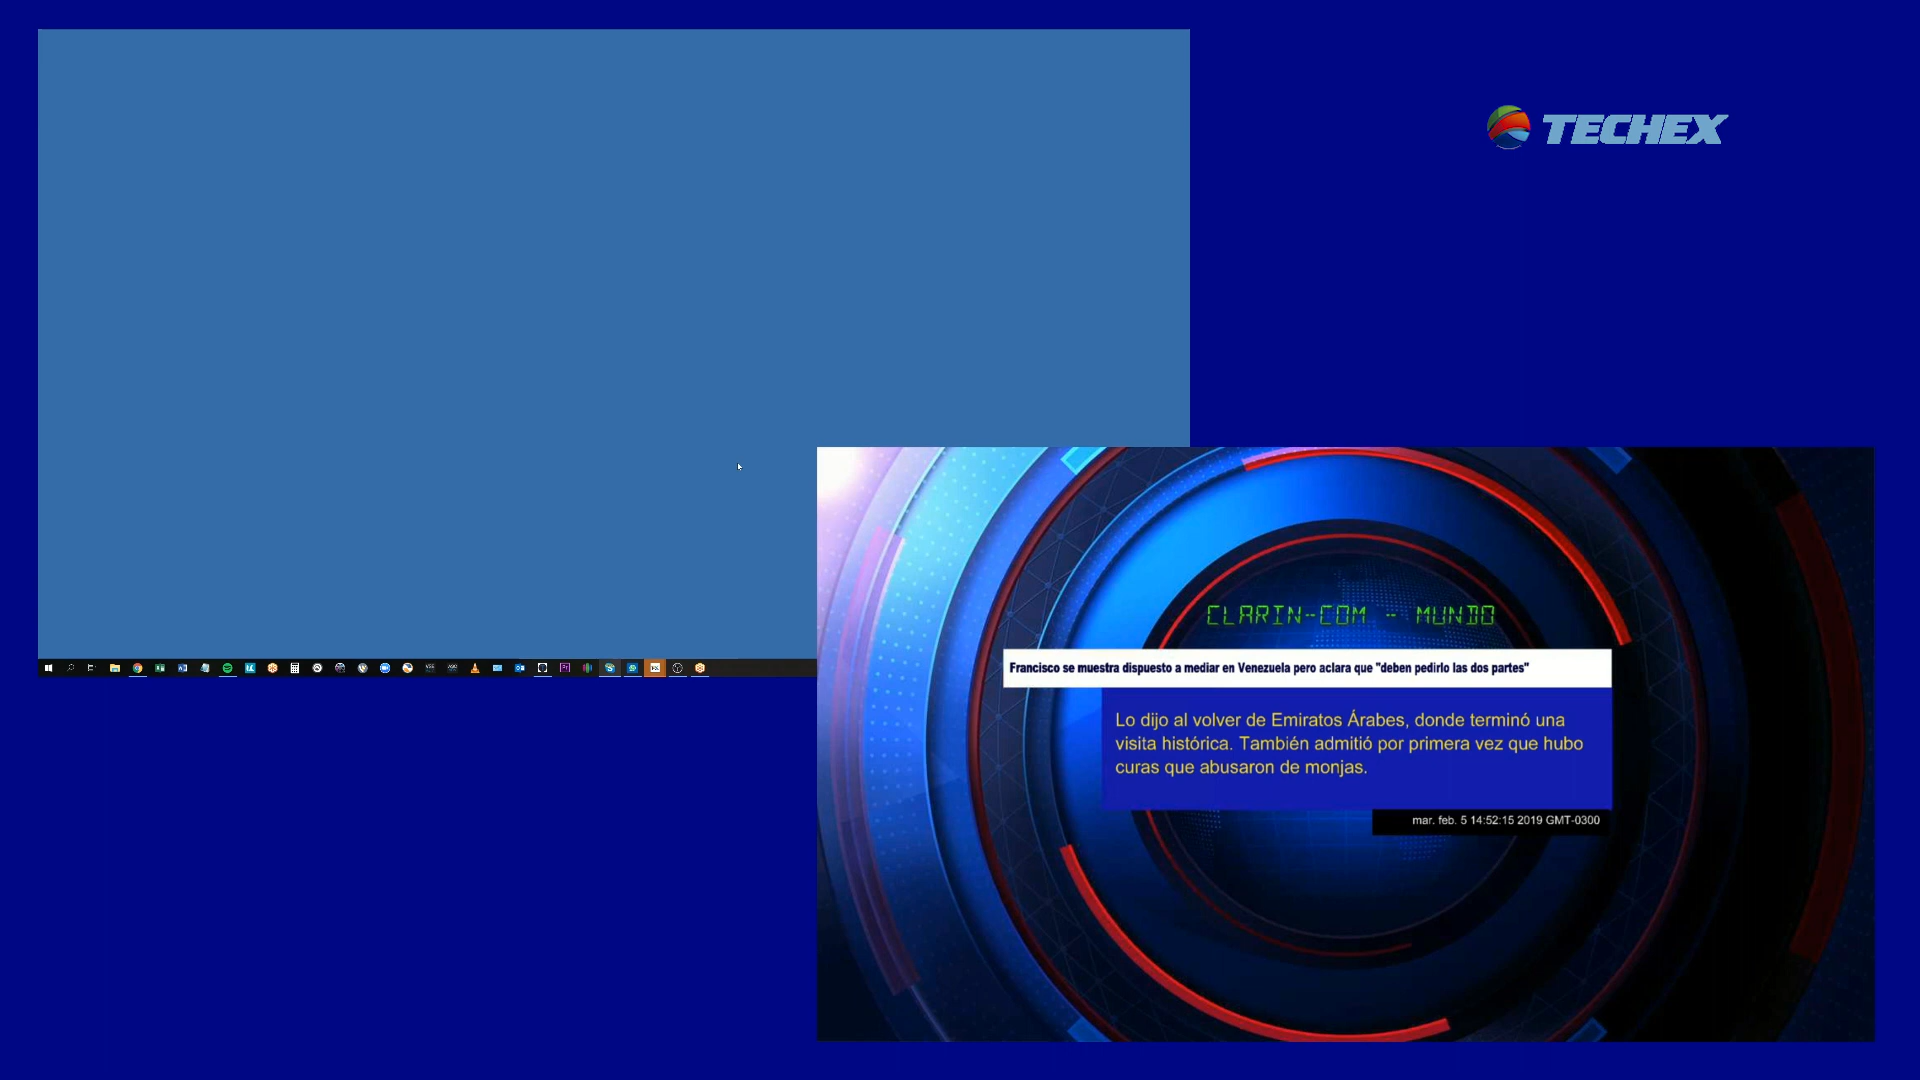 TECHEX
CLARIN-COM - MUNDO
Francisco se muestra dispuesto a mediar en Venezuela pero aclara que "deben pedirlo las dos partes"
Lo dijo al volver de Emiratos Árabes, donde terminó una
visita histórica. También admitió por primera vez que hubo
curas que abusaron de monjas.
mar. feb. 5 14:52:15 2019 GMT-0300